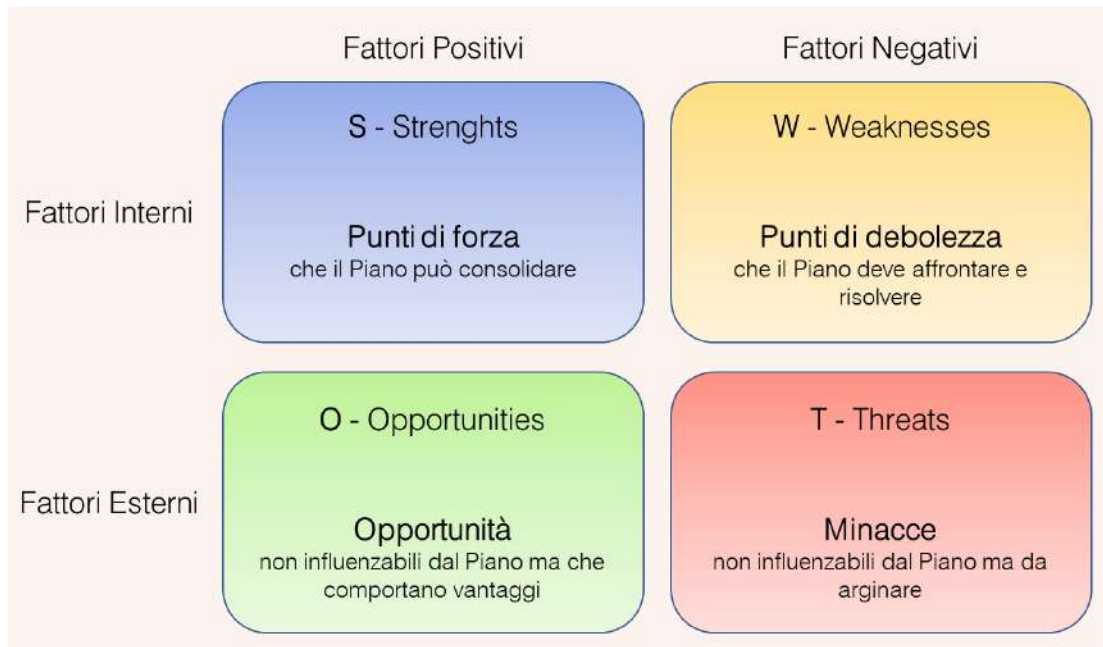 Fattori Positivi
Fattori Negativi
Fattori Interni
S - Strenghts
Punti di forza
che il Piano può consolidare
W - Weaknesses
Punti di debolezza
che il Piano deve affrontare e
risolvere
Fattori Esterni
O - Opportunities
Opportunità
non influenzabili dal Piano ma che
comportano vantaggi
T - Threats
Minacce
non influenzabili dal Piano ma da
arginare